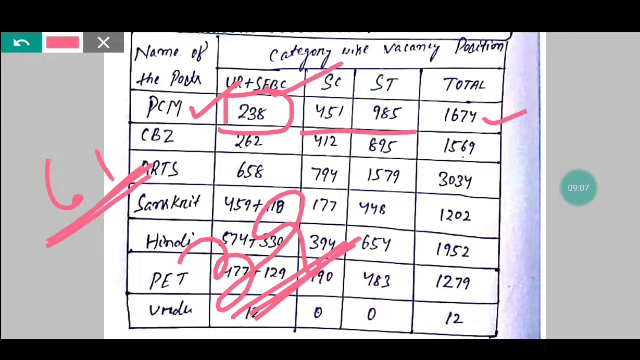 Category wise Vacancy Position
Name of the Posts UR+SEBC SC ST TOTAL
PCM 238 451 985 1674
CBZ 262 412 895 1569
ARTS 658 794 1579 3034
Sanskrit 459+118 177 448 1202
Hindi 574+330 394 654 1952
PET 477+129 190 483 1279
Urdu 12 0 0 12
09:07